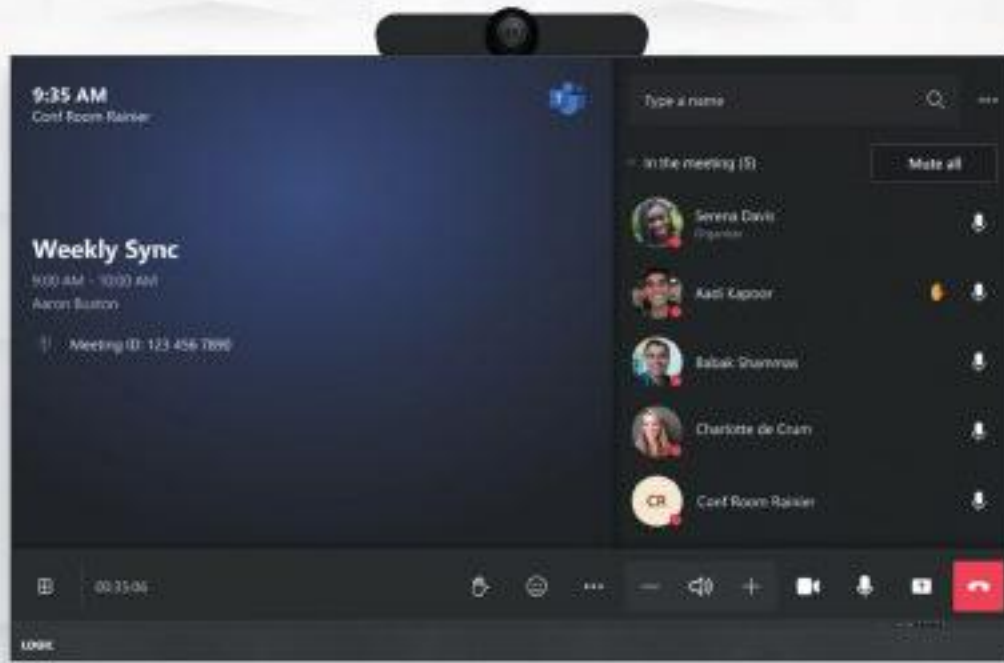 9:35 AM
Conf Room Rainier
Weekly Sync
9:00 AM - 10:00 AM
Aaron Buxton
Meeting ID: 123 456 7890
Type a name
In the meeting (5)
Mute all
Serena Davis
Organizer
Aadi Kapoor
Babak Shammas
Charlotte de Crum
CR
Conf Room Rainier
00:35:06